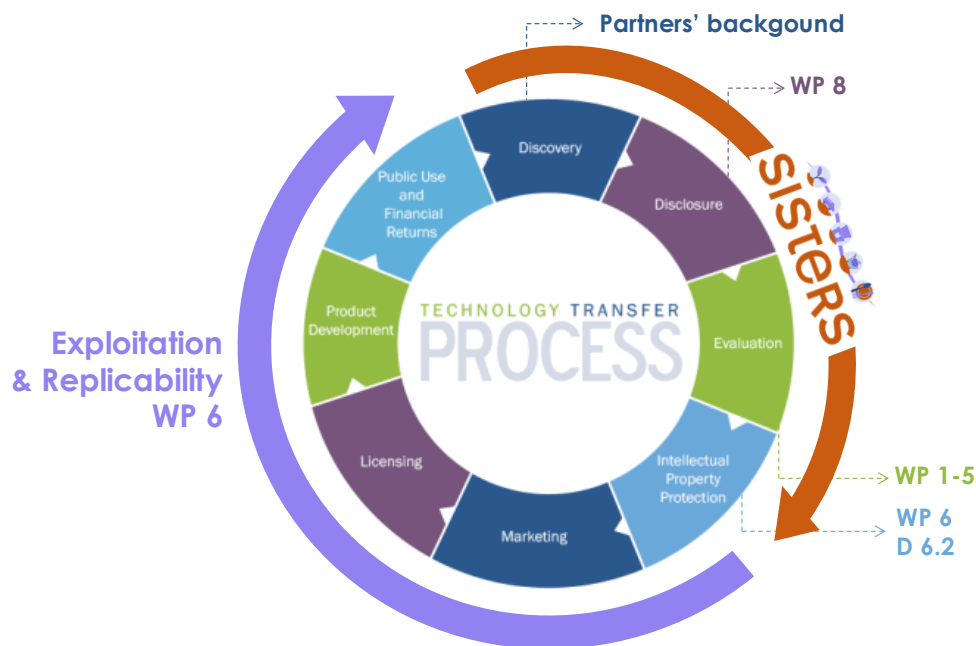 Partners' backgound
WP 8
Discovery
Disclosure
SISTERS
Evaluation
WP 1-5
Intellectual
Property
Protection
WP 6
D 6.2
Marketing
Licensing
Product
Development
Public Use
and
Financial
Returns
TECHNOLOGY TRANSFER
PROCESS
Exploitation
& Replicability
WP 6